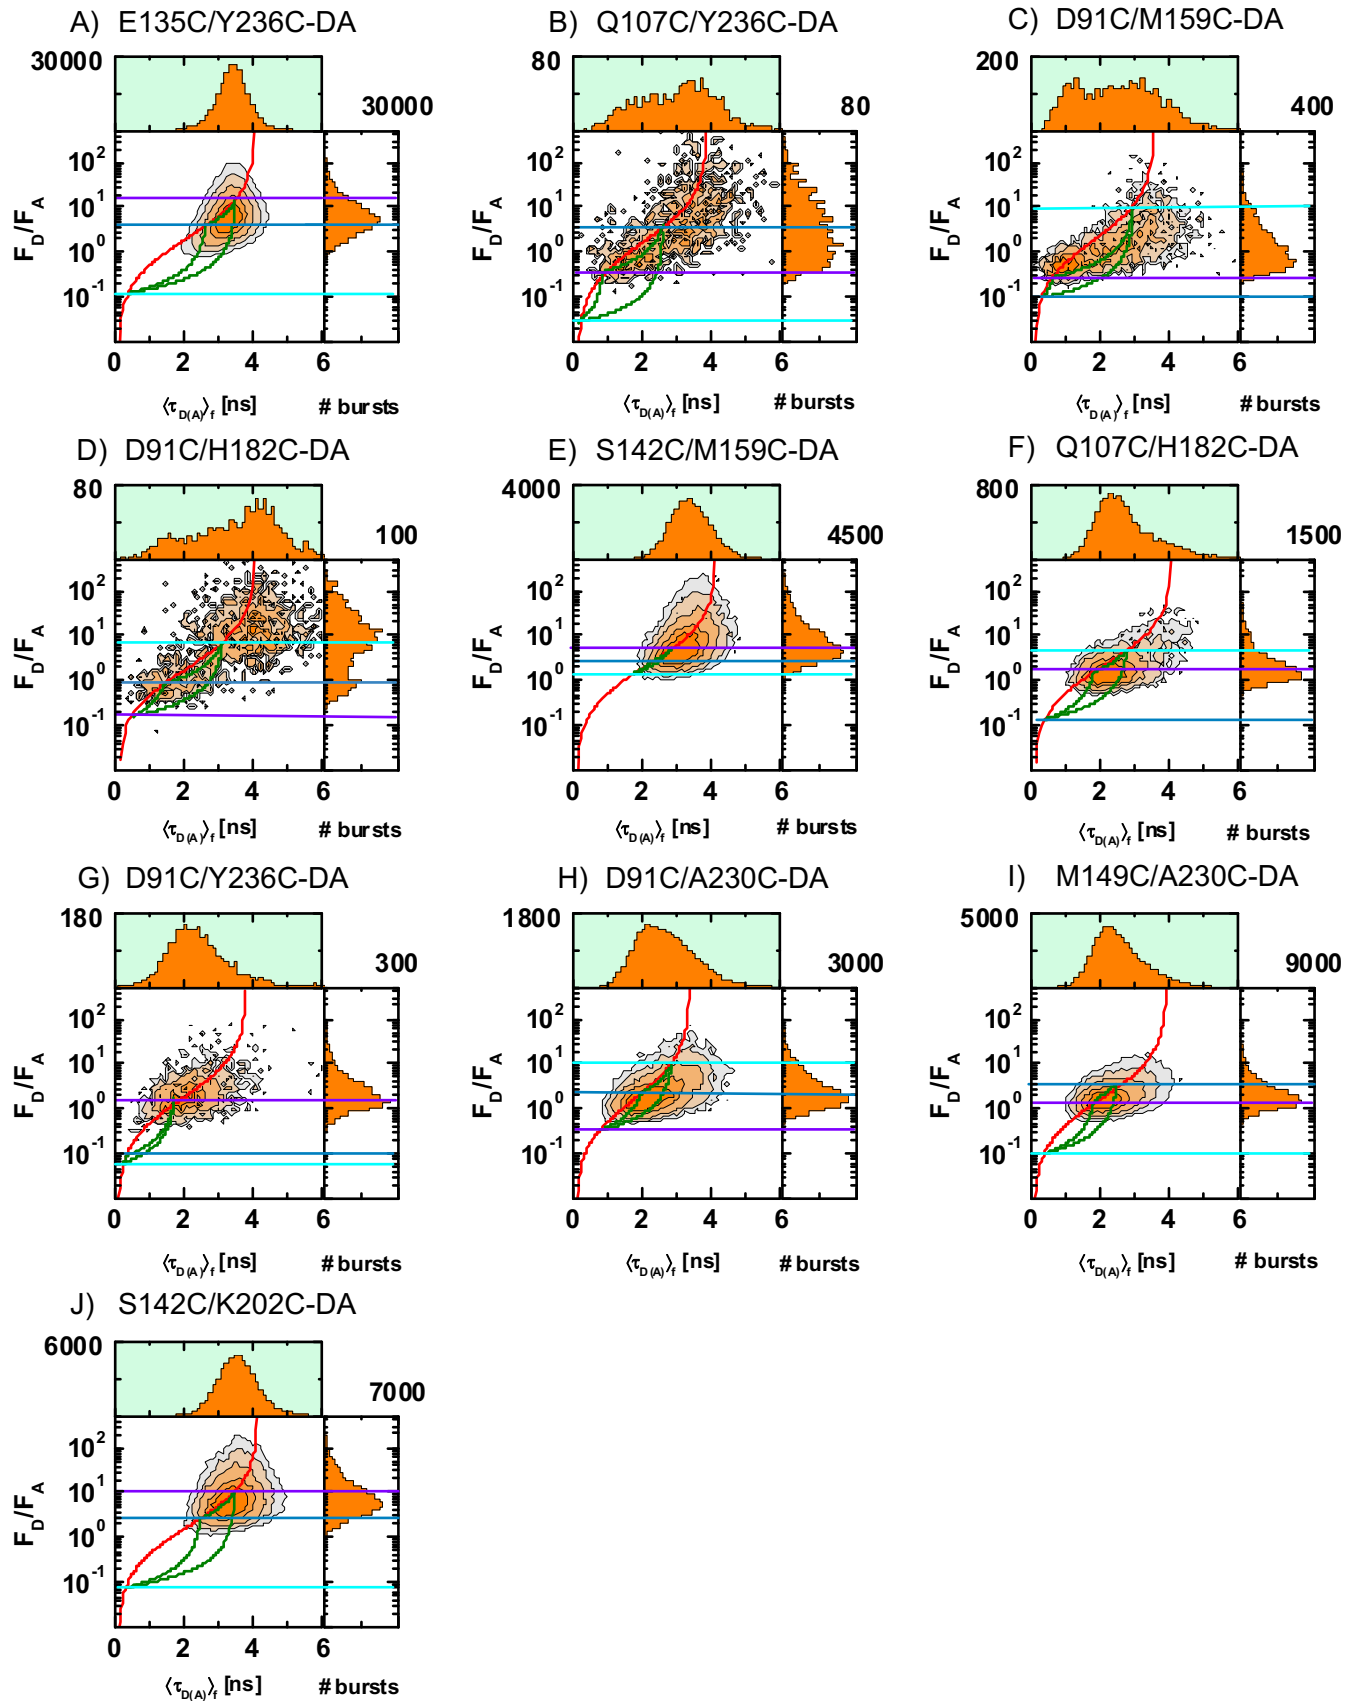 A) E135C/Y236C-DA
B) Q107C/Y236C-DA
C) D91C/M159C-DA
30000
30000
80
80
200
400
F_D/F_A
10^2
10^1
10^0
10^-1
F_D/F_A
10^2
10^1
10^0
10^-1
F_D/F_A
10^2
10^1
10^0
10^-1
0 2 4 6
0 2 4 6
0 2 4 6
⟨τ_D(A)⟩_f [ns] # bursts
⟨τ_D(A)⟩_f [ns] # bursts
⟨τ_D(A)⟩_f [ns] # bursts
D) D91C/H182C-DA
E) S142C/M159C-DA
F) Q107C/H182C-DA
80
100
4000
4500
800
1500
F_D/F_A
10^2
10^1
10^0
10^-1
F_D/F_A
10^2
10^1
10^0
10^-1
F_D/F_A
10^2
10^1
10^0
10^-1
0 2 4 6
0 2 4 6
0 2 4 6
⟨τ_D(A)⟩_f [ns] # bursts
⟨τ_D(A)⟩_f [ns] # bursts
⟨τ_D(A)⟩_f [ns] # bursts
G) D91C/Y236C-DA
H) D91C/A230C-DA
I) M149C/A230C-DA
180
300
1800
3000
5000
9000
F_D/F_A
10^2
10^1
10^0
10^-1
F_D/F_A
10^2
10^1
10^0
10^-1
F_D/F_A
10^2
10^1
10^0
10^-1
0 2 4 6
0 2 4 6
0 2 4 6
⟨τ_D(A)⟩_f [ns] # bursts
⟨τ_D(A)⟩_f [ns] # bursts
⟨τ_D(A)⟩_f [ns] # bursts
J) S142C/K202C-DA
6000
7000
F_D/F_A
10^2
10^1
10^0
10^-1
0 2 4 6
⟨τ_D(A)⟩_f [ns] # bursts